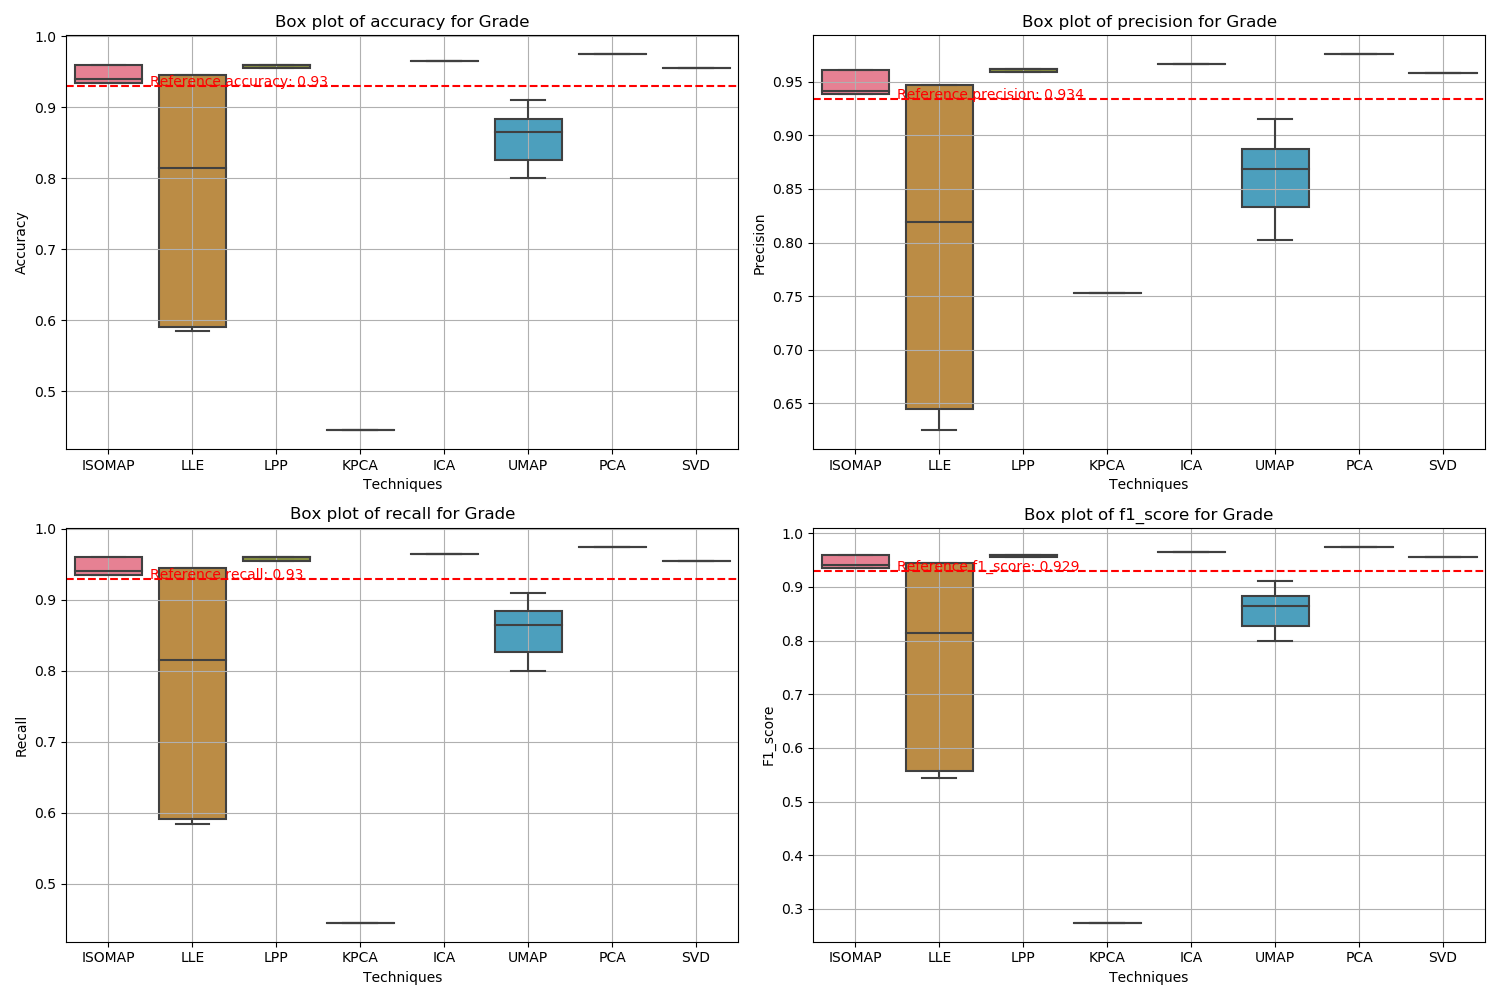 Box plot of accuracy for Grade
1.0
0.9
0.8
0.7
0.6
0.5
Accuracy
Reference accuracy: 0.93
ISOMAP LLE LPP KPCA ICA UMAP PCA SVD
Techniques
Box plot of precision for Grade
0.95
0.90
0.85
0.80
0.75
0.70
0.65
Precision
Reference precision: 0.934
ISOMAP LLE LPP KPCA ICA UMAP PCA SVD
Techniques
Box plot of recall for Grade
1.0
0.9
0.8
0.7
0.6
0.5
Recall
Reference recall: 0.93
ISOMAP LLE LPP KPCA ICA UMAP PCA SVD
Techniques
Box plot of f1_score for Grade
1.0
0.9
0.8
0.7
0.6
0.5
0.4
0.3
F1_score
Reference f1_score: 0.929
ISOMAP LLE LPP KPCA ICA UMAP PCA SVD
Techniques